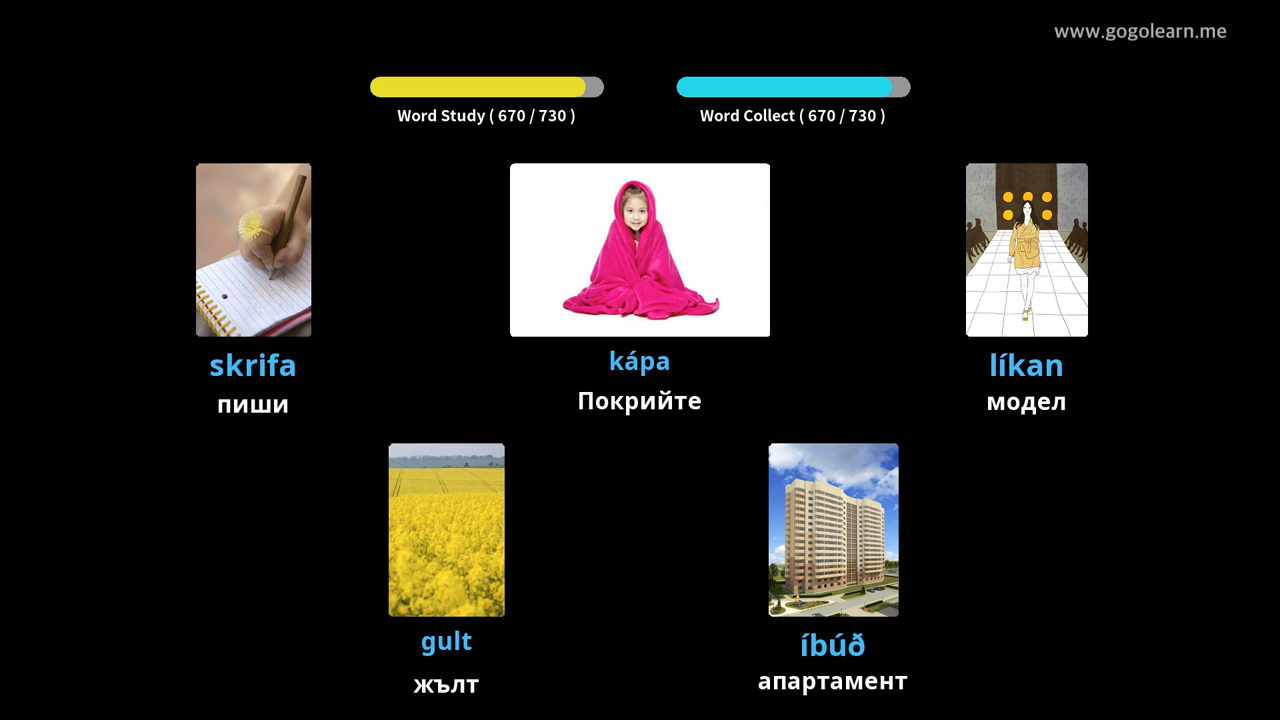 www.gogolearn.me
Word Study ( 670 / 730 )
Word Collect ( 670 / 730 )
skrifa
пиши
kápa
Покрийте
líkan
модел
gult
жълт
íbúð
апартамент